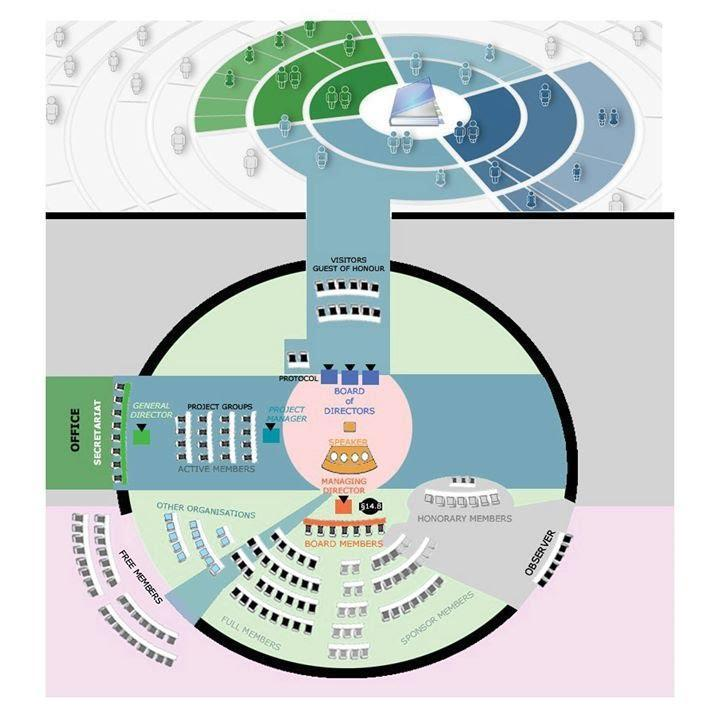 VISITORS
GUEST OF HONOUR
PROTOCOL
BOARD
of
DIRECTORS
OFFICE
SECRETARIAT
GENERAL
DIRECTOR
PROJECT GROUPS
PROJECT
MANAGER
ACTIVE MEMBERS
SPEAKER
MANAGING
DIRECTOR
§14.8
BOARD MEMBERS
OTHER ORGANISATIONS
HONORARY MEMBERS
OBSERVER
FREE MEMBERS
FULL MEMBERS
SPONSOR MEMBERS